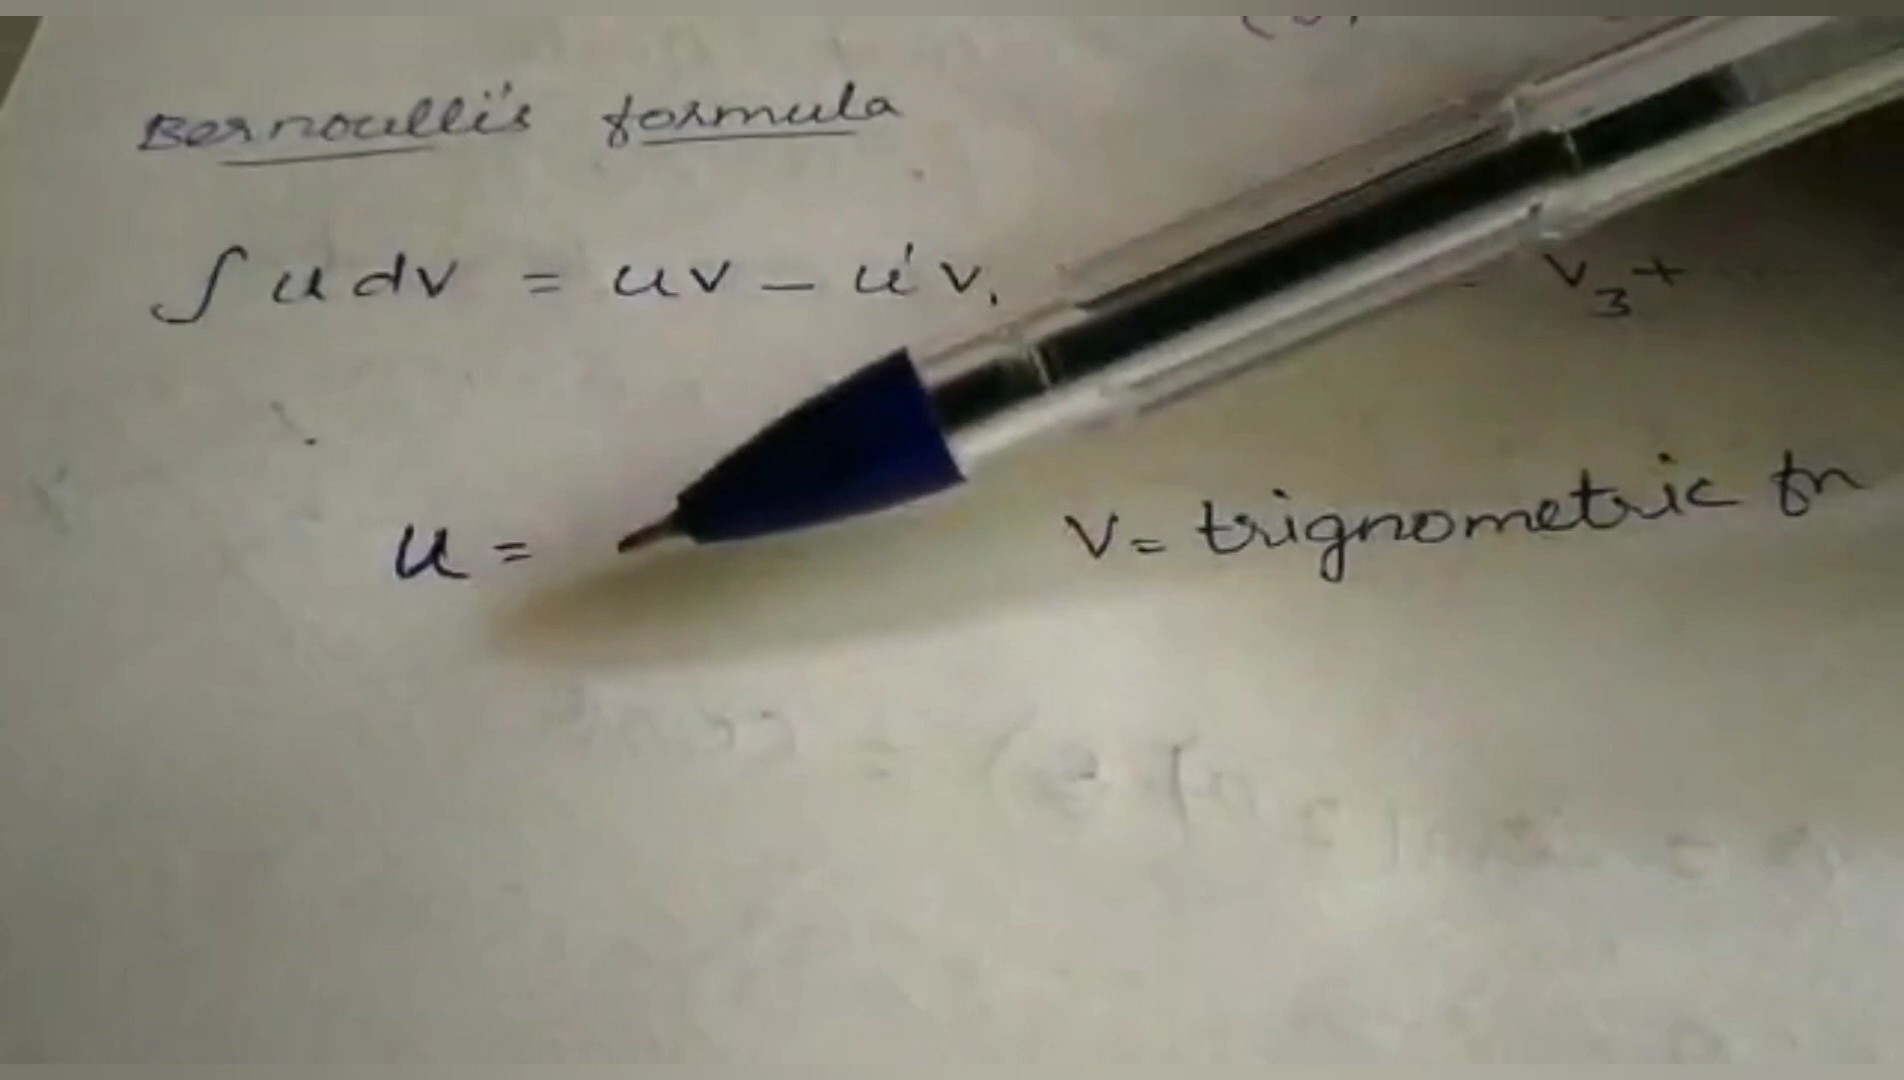 Bernoulli's formula
∫ u dv = uv - u'v₁ v₃ +
u = v = trignometric fn